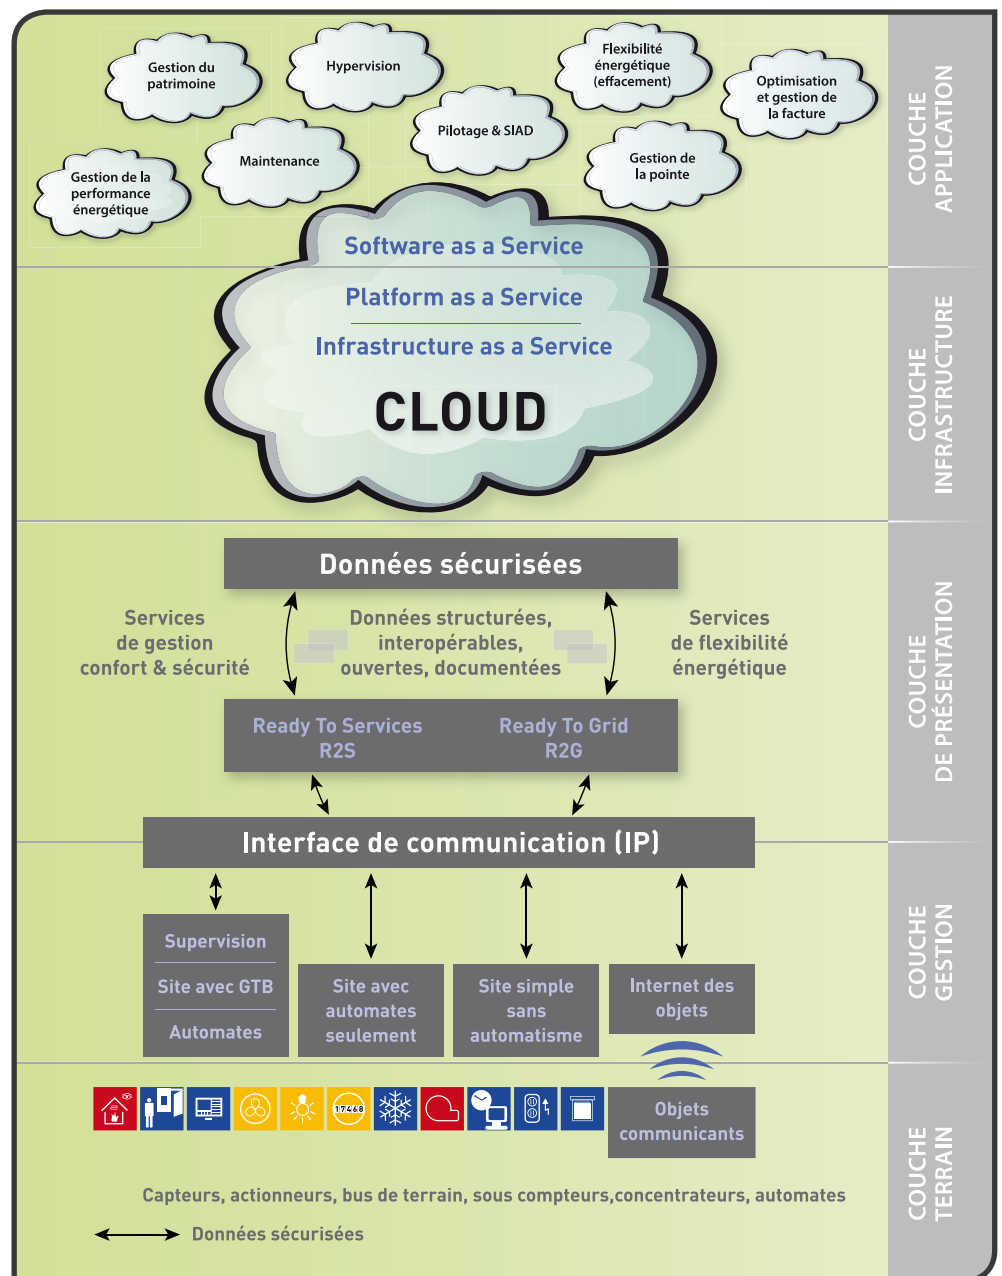 Gestion du
patrimoine
Hypervision
Flexibilité
énergétique
(effacement)
Optimisation
et gestion de
la facture
Pilotage & SIAD
Maintenance
Gestion de
la pointe
Gestion de la
performance
énergétique
COUCHE
APPLICATION
Software as a Service
Platform as a Service
Infrastructure as a Service
CLOUD
COUCHE
INFRASTRUCTURE
Données sécurisées
Services
de gestion
confort & sécurité
Données structurées,
interopérables,
ouvertes, documentées
Services
de flexibilité
énergétique
Ready To Services
R2S
Ready To Grid
R2G
COUCHE
DE PRÉSENTATION
Interface de communication (IP)
Supervision
Site avec GTB
Automates
Site avec
automates
seulement
Site simple
sans
automatisme
Internet des
objets
COUCHE
GESTION
17468
Objets
communicants
Capteurs, actionneurs, bus de terrain, sous compteurs,concentrateurs, automates
Données sécurisées
COUCHE
TERRAIN